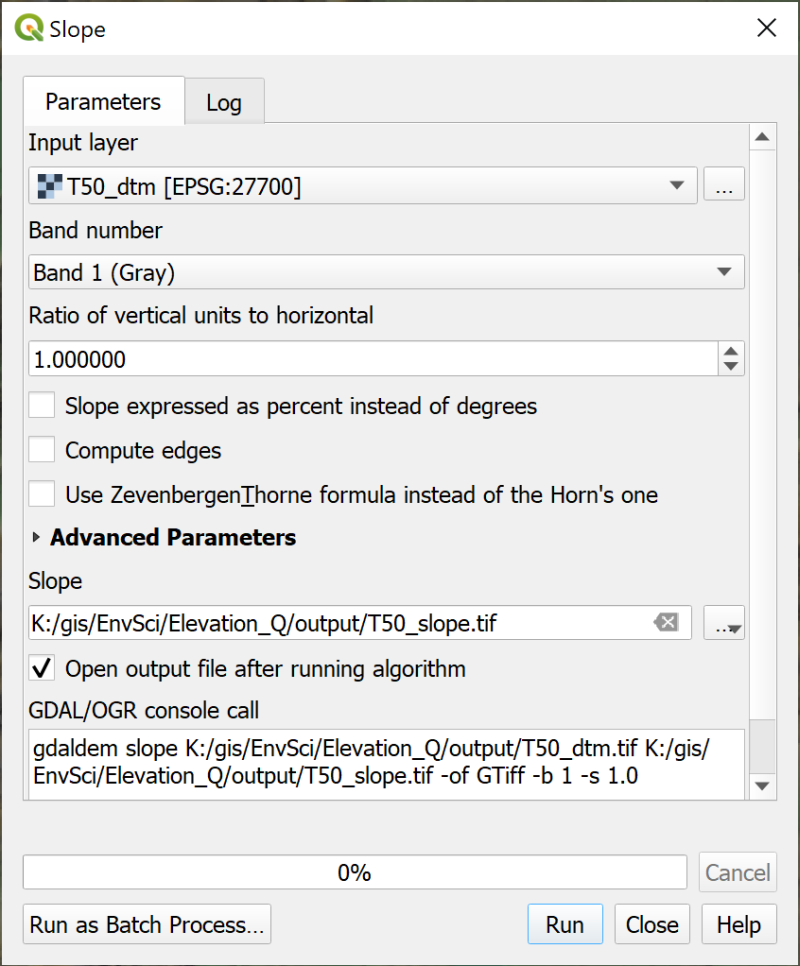 Slope
Parameters
Log
Input layer
T50_dtm [EPSG:27700]
...
Band number
Band 1 (Gray)
Ratio of vertical units to horizontal
1.000000
Slope expressed as percent instead of degrees
Compute edges
Use ZevenbergenThorne formula instead of the Horn's one
Advanced Parameters
Slope
K:/gis/EnvSci/Elevation_Q/output/T50_slope.tif
...
Open output file after running algorithm
GDAL/OGR console call
gdaldem slope K:/gis/EnvSci/Elevation_Q/output/T50_dtm.tif K:/gis/
EnvSci/Elevation_Q/output/T50_slope.tif -of GTiff -b 1 -s 1.0
0%
Cancel
Run as Batch Process...
Run
Close
Help